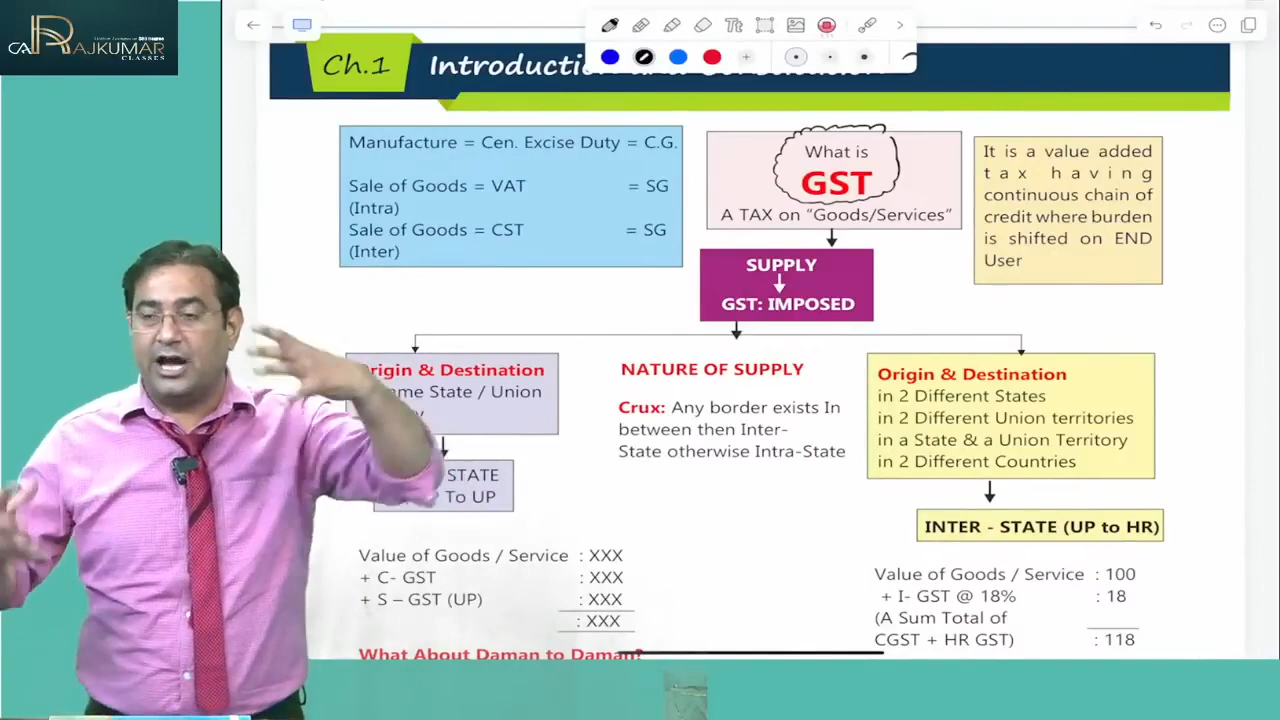 CA RAJKUMAR
CLASSES
Tt
Ch.1
Introduction
Manufacture = Cen. Excise Duty = C.G.
Sale of Goods = VAT = SG
(Intra)
Sale of Goods = CST = SG
(Inter)
What is
GST
A TAX on “Goods/Services”
It is a value added
tax having
continuous chain of
credit where burden
is shifted on END
User
SUPPLY
GST: IMPOSED
rigin & Destination
ame State / Union
y
STATE
To UP
NATURE OF SUPPLY
Crux: Any border exists In
between then Inter-
State otherwise Intra-State
Origin & Destination
in 2 Different States
in 2 Different Union territories
in a State & a Union Territory
in 2 Different Countries
INTER - STATE (UP to HR)
Value of Goods / Service : XXX
+ C- GST : XXX
+ S – GST (UP) : XXX
: XXX
What About Daman to Daman?
Value of Goods / Service : 100
+ I- GST @ 18% : 18
(A Sum Total of
CGST + HR GST) : 118